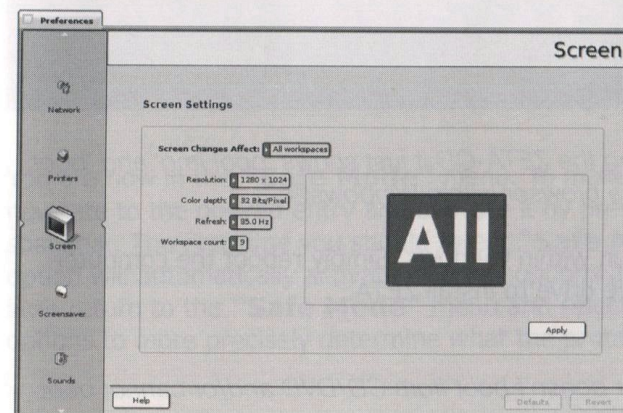 Preferences
Screen
Network
Printers
Screen
Screensaver
Sounds
Screen Settings
Screen Changes Affect: All workspaces
Resolution: 1280 x 1024
Color depth: 32 Bits/Pixel
Refresh: 85.0 Hz
Workspace count: 9
All
Apply
Help
Defaults
Revert